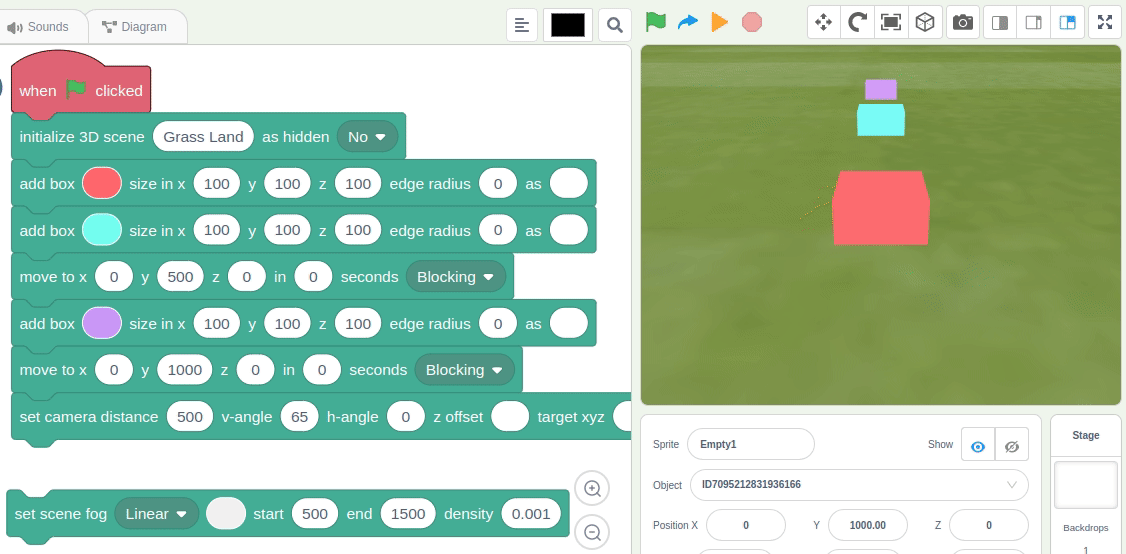 Sounds Diagram
when clicked
initialize 3D scene Grass Land as hidden No
add box size in x 100 y 100 z 100 edge radius 0 as
add box size in x 100 y 100 z 100 edge radius 0 as
move to x 0 y 500 z 0 in 0 seconds Blocking
add box size in x 100 y 100 z 100 edge radius 0 as
move to x 0 y 1000 z 0 in 0 seconds Blocking
set camera distance 500 v-angle 65 h-angle 0 z offset target xyz
set scene fog Linear start 500 end 1500 density 0.001
Sprite Empty1 Show
Object ID7095212831936166
Position X 0 Y 1000.00 Z 0
Stage
Backdrops
1